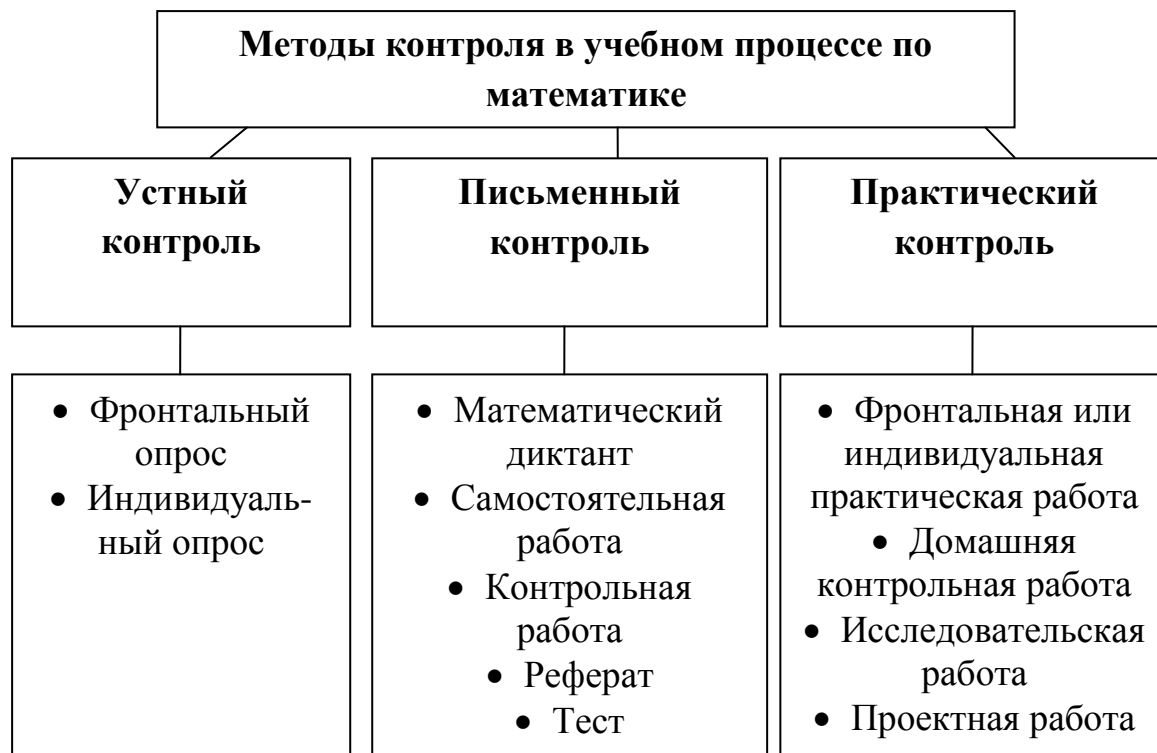 Методы контроля в учебном процессе по
математике
Устный
контроль
Письменный
контроль
Практический
контроль
• Фронтальный
опрос
• Индивидуаль-
ный опрос
• Математический
диктант
• Самостоятельная
работа
• Контрольная
работа
• Реферат
• Тест
• Фронтальная или
индивидуальная
практическая работа
• Домашняя
контрольная работа
• Исследовательская
работа
• Проектная работа